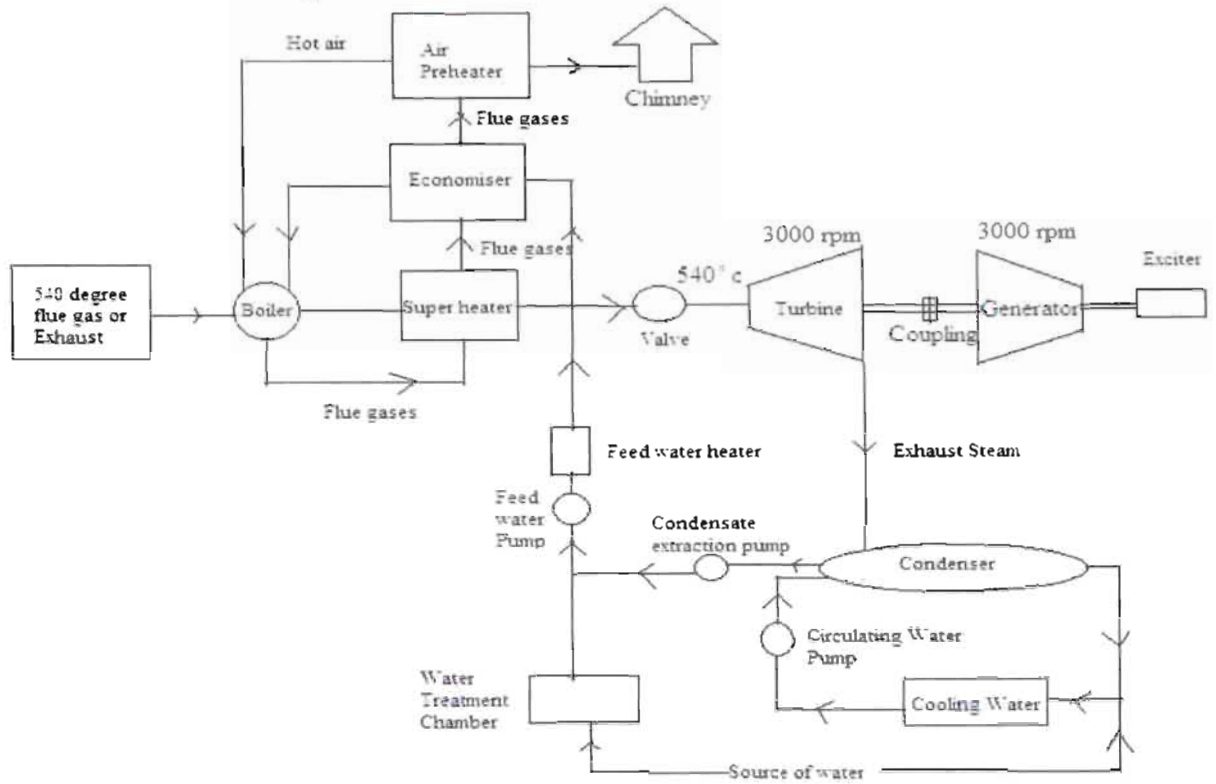 Hot air
Air
Preheater
Chimney
Flue gases
Economiser
Flue gases
3000 rpm
3000 rpm
540° c
Exciter
540 degree
flue gas or
Exhaust
Boiler
Super heater
Valve
Turbine
Coupling
Generator
Flue gases
Feed water heater
Exhaust Steam
Feed
water
Pump
Condensate
extraction pump
Condenser
Circulating Water
Pump
Water
Treatment
Chamber
Cooling Water
Source of water